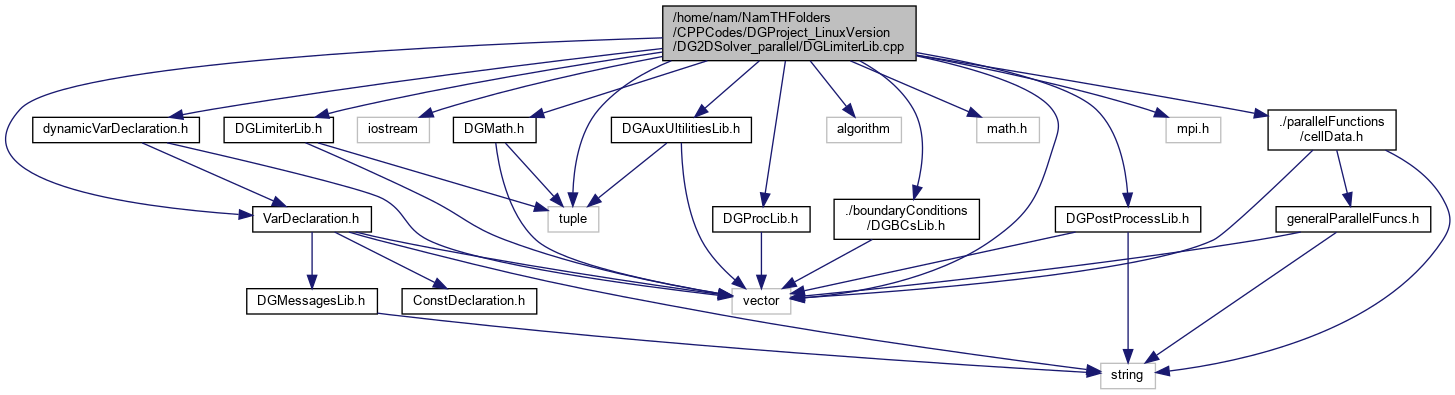 /home/nam/NamTHFolders
/CPPCodes/DGProject_LinuxVersion
/DG2DSolver_parallel/DGLimiterLib.cpp
dynamicVarDeclaration.h
DGLimiterLib.h
iostream
DGMath.h
DGAuxUltilitiesLib.h
algorithm
math.h
mpi.h
./parallelFunctions
/cellData.h
VarDeclaration.h
tuple
DGProcLib.h
./boundaryConditions
/DGBCsLib.h
DGPostProcessLib.h
generalParallelFuncs.h
DGMessagesLib.h
ConstDeclaration.h
vector
string